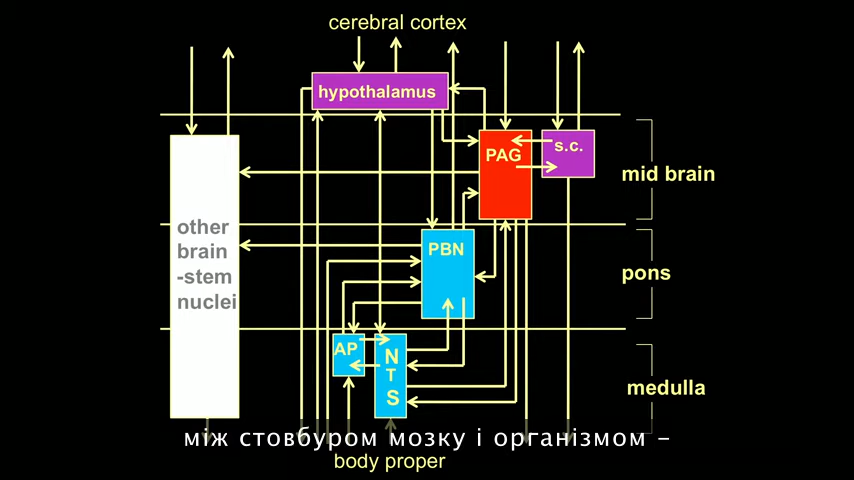 cerebral cortex
hypothalamus
PAG
s.c.
mid brain
other
brain
-stem
nuclei
PBN
pons
AP
N
T
S
medulla
між стовбуром мозку і організмом –
body proper